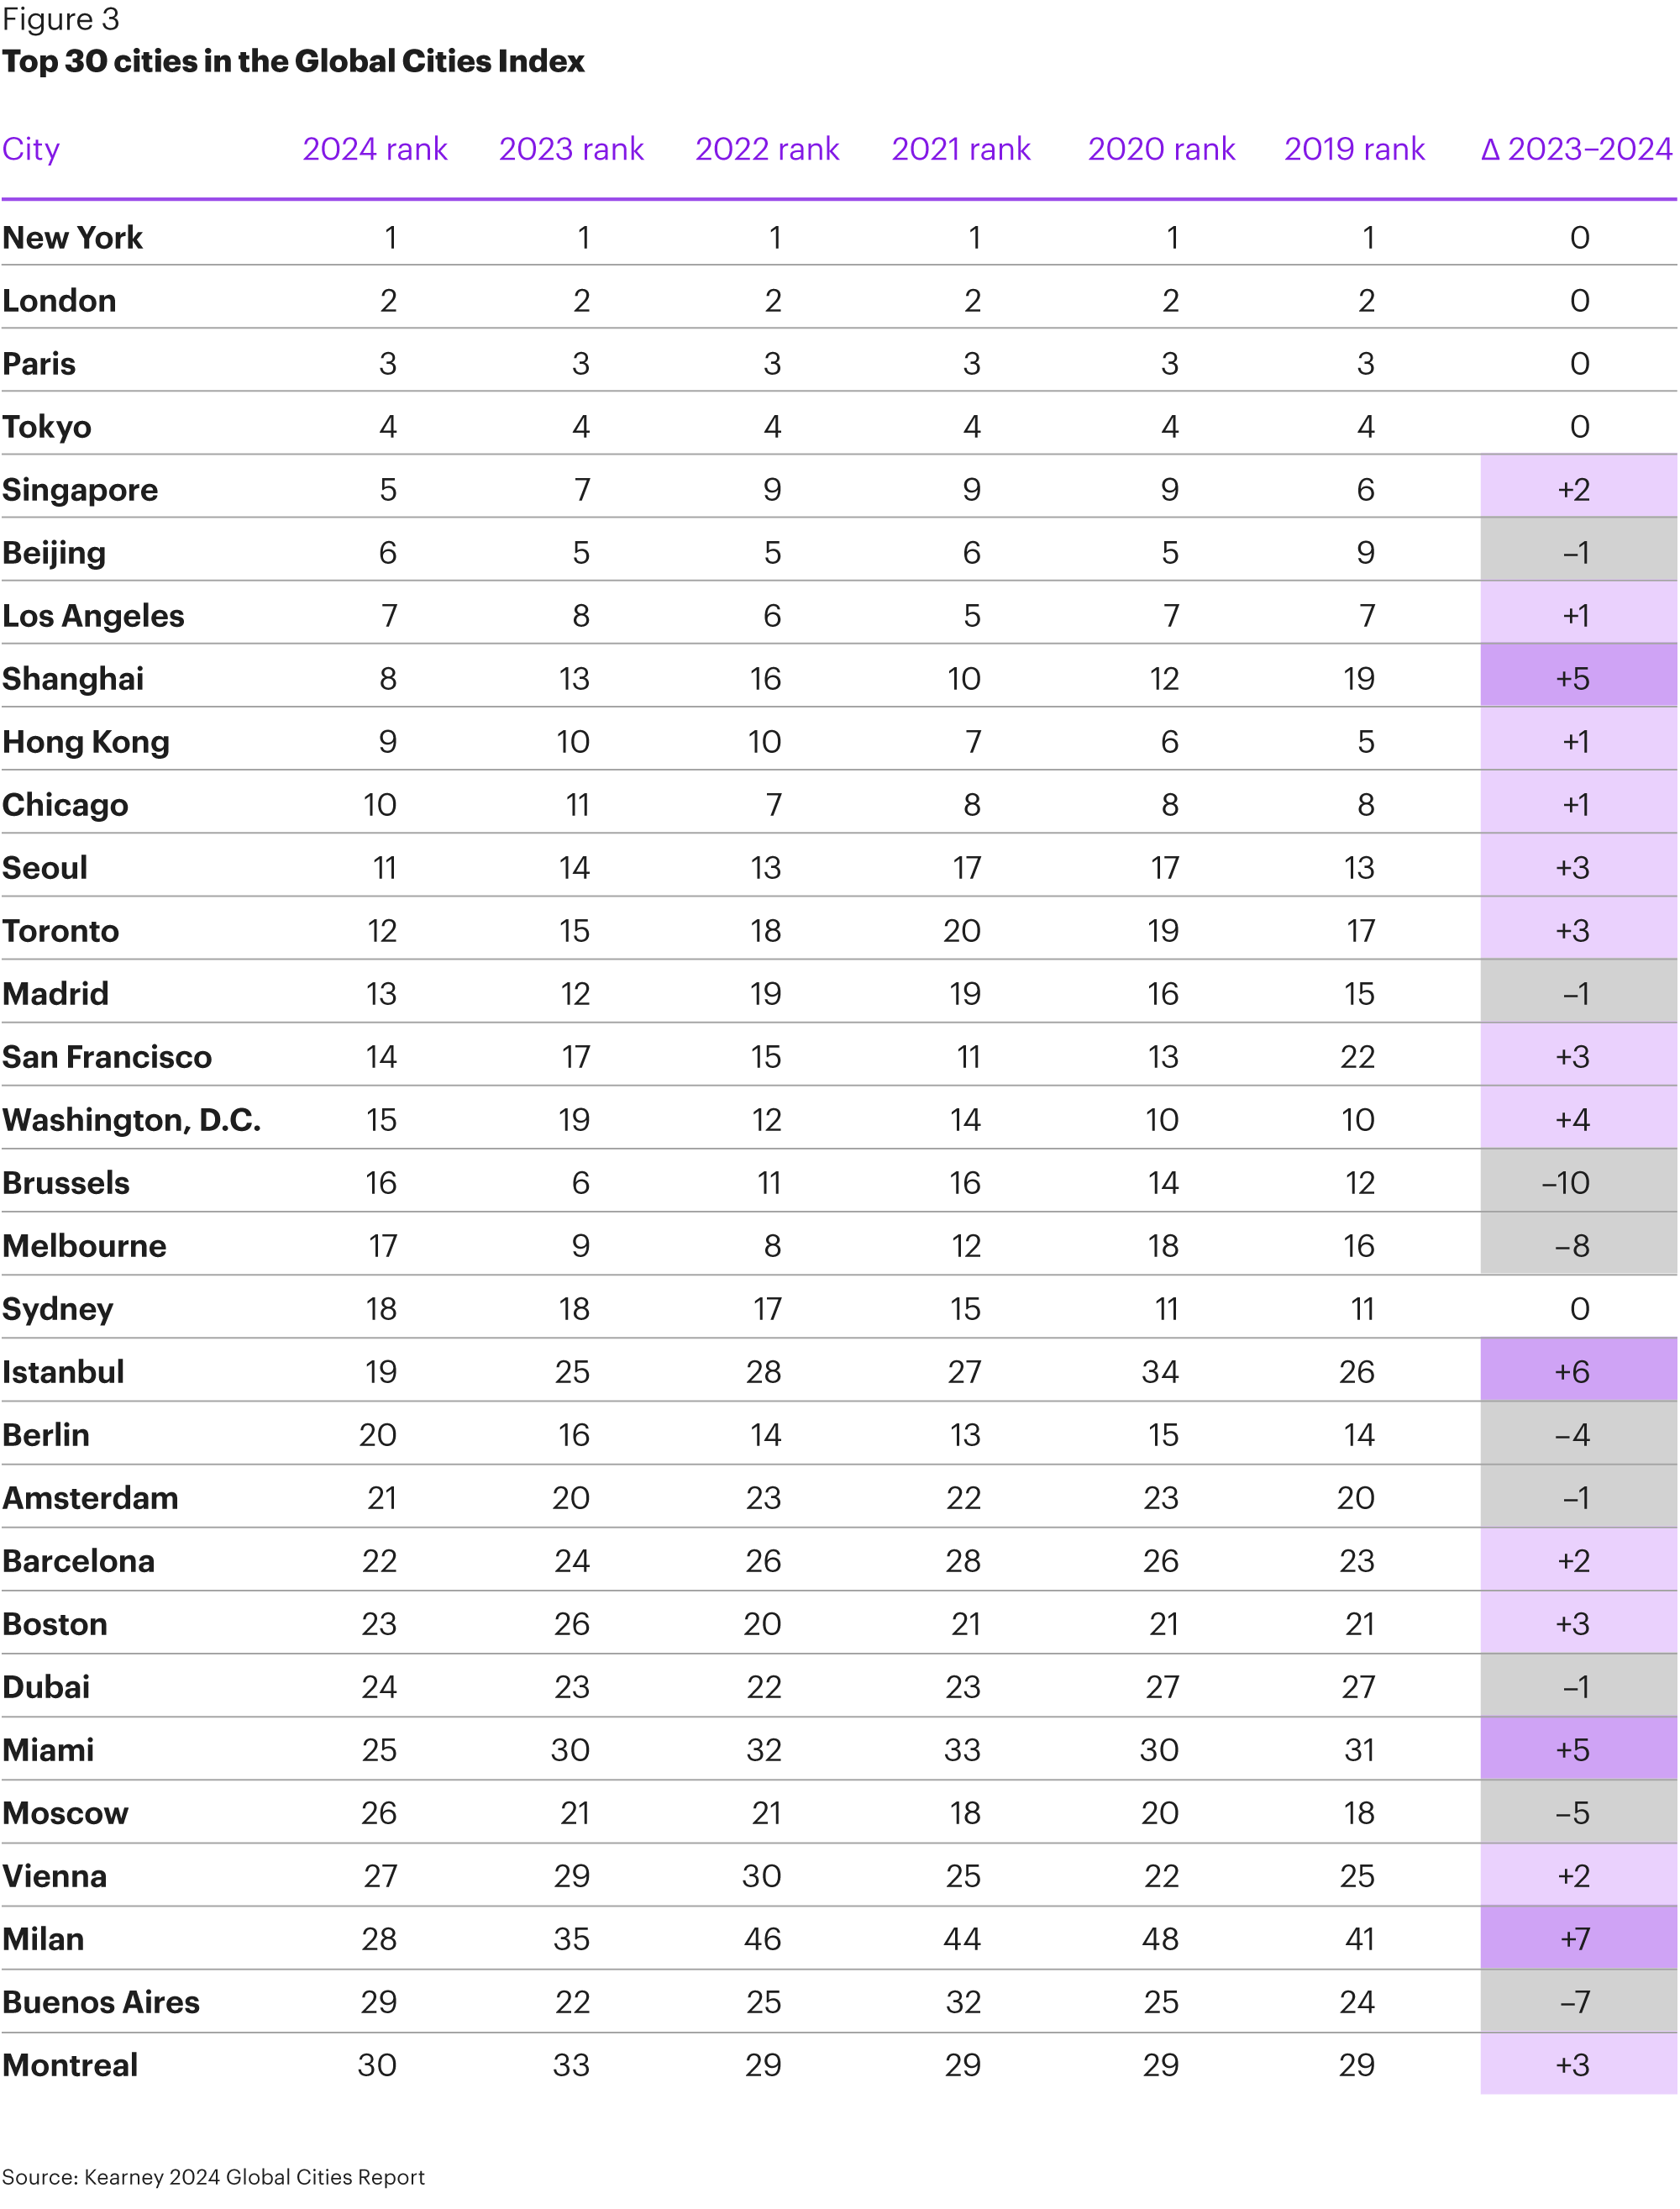 Figure 3
Top 30 cities in the Global Cities Index
City 2024 rank 2023 rank 2022 rank 2021 rank 2020 rank 2019 rank Δ 2023–2024
New York 1 1 1 1 1 1 0
London 2 2 2 2 2 2 0
Paris 3 3 3 3 3 3 0
Tokyo 4 4 4 4 4 4 0
Singapore 5 7 9 9 9 6 +2
Beijing 6 5 5 6 5 9 –1
Los Angeles 7 8 6 5 7 7 +1
Shanghai 8 13 16 10 12 19 +5
Hong Kong 9 10 10 7 6 5 +1
Chicago 10 11 7 8 8 8 +1
Seoul 11 14 13 17 17 13 +3
Toronto 12 15 18 20 19 17 +3
Madrid 13 12 19 19 16 15 –1
San Francisco 14 17 15 11 13 22 +3
Washington, D.C. 15 19 12 14 10 10 +4
Brussels 16 6 11 16 14 12 –10
Melbourne 17 9 8 12 18 16 –8
Sydney 18 18 17 15 11 11 0
Istanbul 19 25 28 27 34 26 +6
Berlin 20 16 14 13 15 14 –4
Amsterdam 21 20 23 22 23 20 –1
Barcelona 22 24 26 28 26 23 +2
Boston 23 26 20 21 21 21 +3
Dubai 24 23 22 23 27 27 –1
Miami 25 30 32 33 30 31 +5
Moscow 26 21 21 18 20 18 –5
Vienna 27 29 30 25 22 25 +2
Milan 28 35 46 44 48 41 +7
Buenos Aires 29 22 25 32 25 24 –7
Montreal 30 33 29 29 29 29 +3
Source: Kearney 2024 Global Cities Report